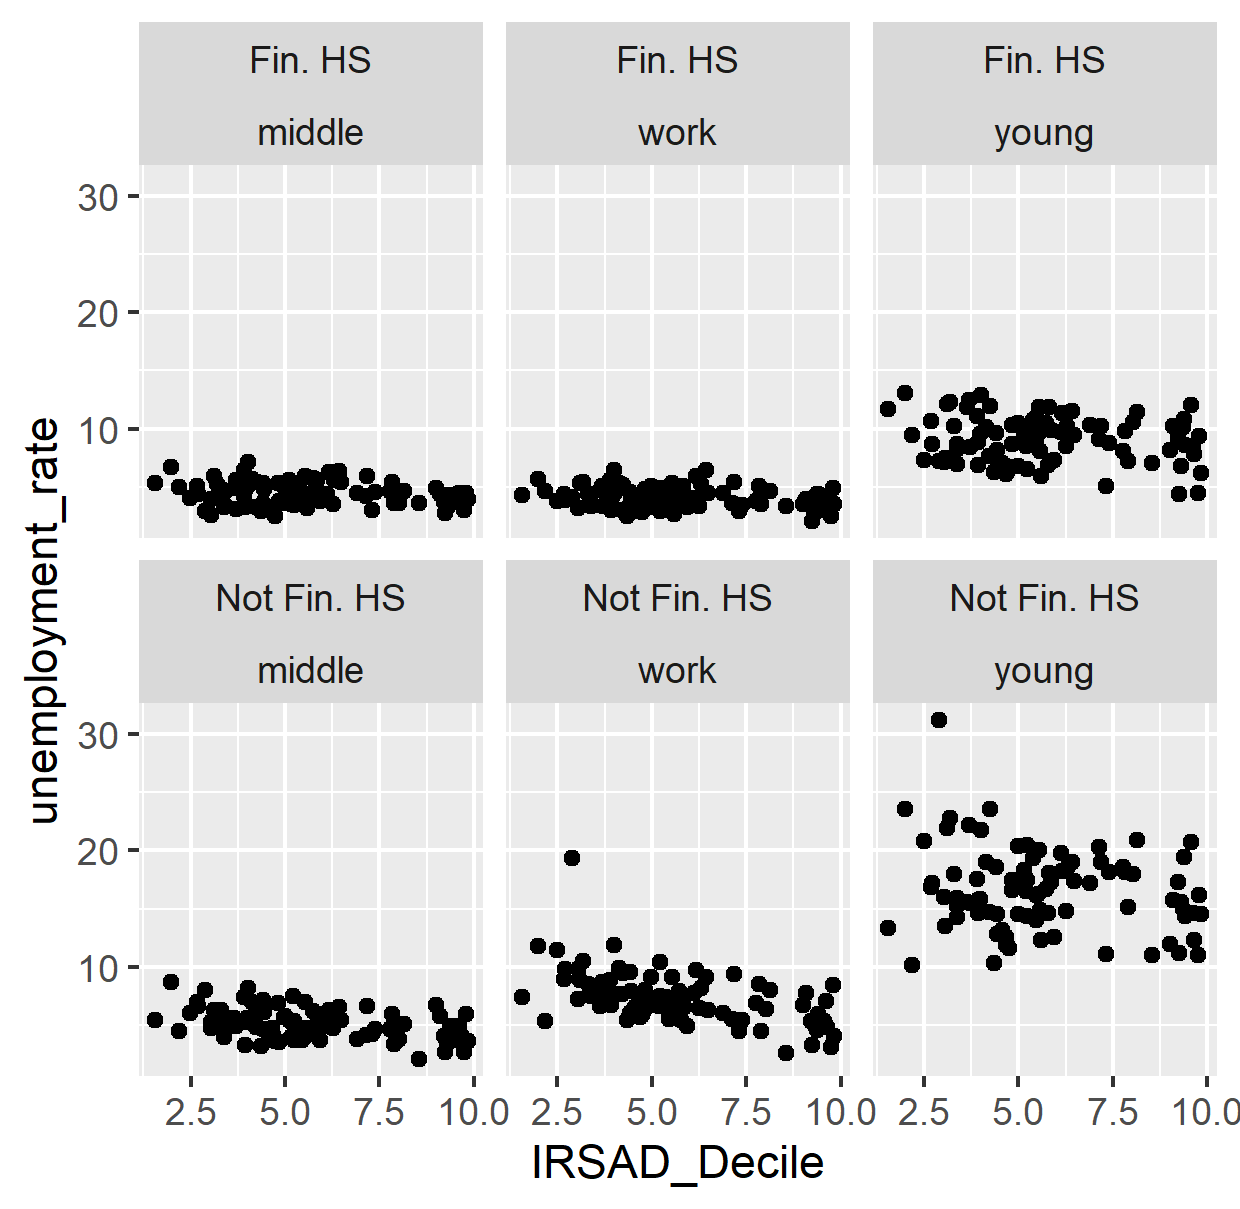 Fin. HS
middle
Fin. HS
work
Fin. HS
young
30
20
10
Not Fin. HS
middle
Not Fin. HS
work
Not Fin. HS
young
30
20
10
unemployment_rate
2.5 5.0 7.5 10.0
2.5 5.0 7.5 10.0
2.5 5.0 7.5 10.0
IRSAD_Decile